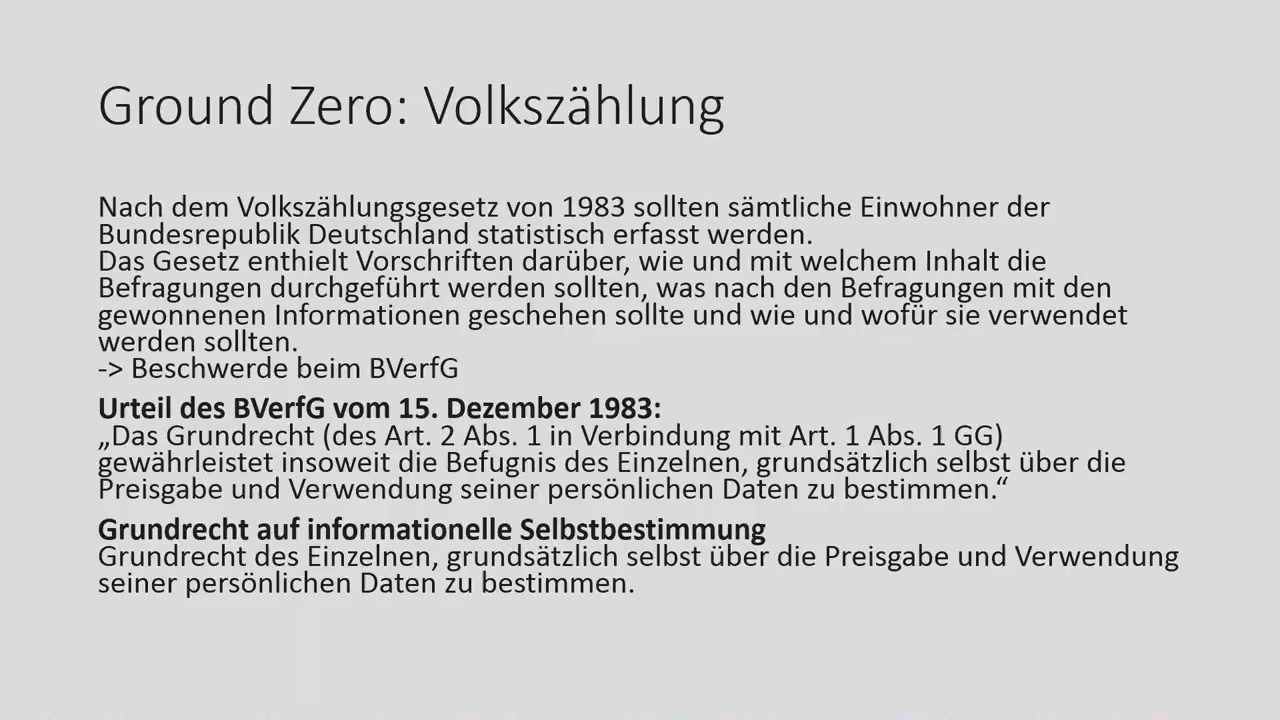 Ground Zero: Volkszählung
Nach dem Volkszählungsgesetz von 1983 sollten sämtliche Einwohner der
Bundesrepublik Deutschland statistisch erfasst werden.
Das Gesetz enthielt Vorschriften darüber, wie und mit welchem Inhalt die
Befragungen durchgeführt werden sollten, was nach den Befragungen mit den
gewonnenen Informationen geschehen sollte und wie und wofür sie verwendet
werden sollten.
-> Beschwerde beim BVerfG
Urteil des BVerfG vom 15. Dezember 1983:
„Das Grundrecht (des Art. 2 Abs. 1 in Verbindung mit Art. 1 Abs. 1 GG)
gewährleistet insoweit die Befugnis des Einzelnen, grundsätzlich selbst über die
Preisgabe und Verwendung seiner persönlichen Daten zu bestimmen.“
Grundrecht auf informationelle Selbstbestimmung
Grundrecht des Einzelnen, grundsätzlich selbst über die Preisgabe und Verwendung
seiner persönlichen Daten zu bestimmen.